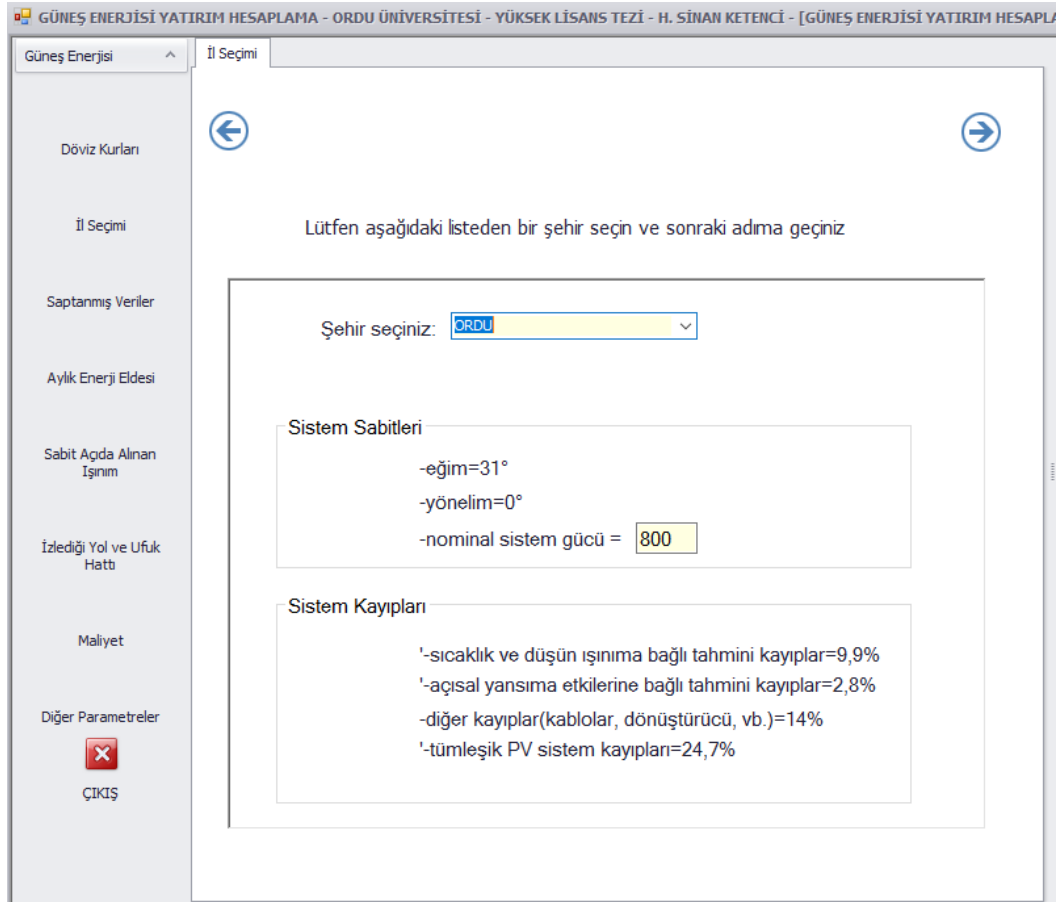 GÜNEŞ ENERJİSİ YATIRIM HESAPLAMA - ORDU ÜNİVERSİTESİ - YÜKSEK LİSANS TEZİ - H. SİNAN KETENCİ - [GÜNEŞ ENERJİSİ YATIRIM HESAPLA
Güneş Enerjisi
Döviz Kurları
İl Seçimi
Saptanmış Veriler
Aylık Enerji Eldesi
Sabit Açıda Alınan
Işınım
İzlediği Yol ve Ufuk
Hattı
Maliyet
Diğer Parametreler
ÇIKIŞ
İl Seçimi
Lütfen aşağıdaki listeden bir şehir seçin ve sonraki adıma geçiniz
Şehir seçiniz: ORDU
Sistem Sabitleri
-eğim=31°
-yönelim=0°
-nominal sistem gücü = 800
Sistem Kayıpları
'-sıcaklık ve düşün ışınıma bağlı tahmini kayıplar=9,9%
'-açısal yansıma etkilerine bağlı tahmini kayıplar=2,8%
-diğer kayıplar(kablolar, dönüştürücü, vb.)=14%
'-tümleşik PV sistem kayıpları=24,7%